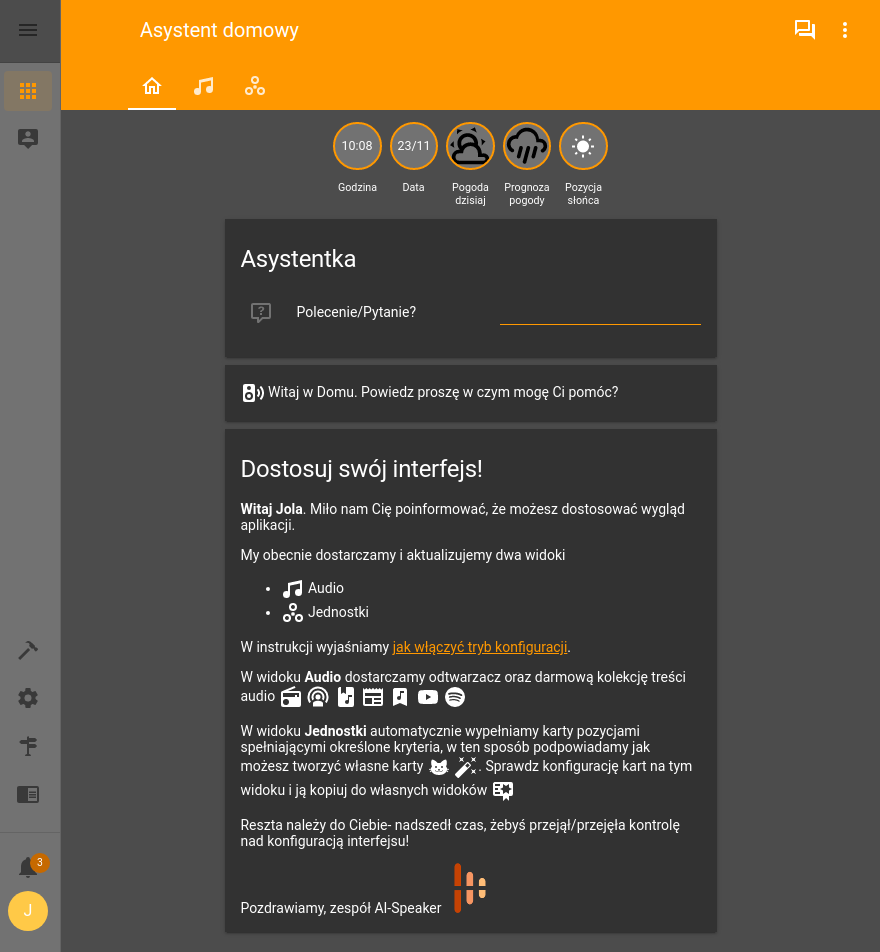 Asystent domowy
10:08
23/11
Godzina
Data
Pogoda
dzisiaj
Prognoza
pogody
Pozycja
słońca
Asystentka
Polecenie/Pytanie?
Witaj w Domu. Powiedz proszę w czym mogę Ci pomóc?
Dostosuj swój interfejs!
Witaj Jola. Miło nam Cię poinformować, że możesz dostosować wygląd
aplikacji.
My obecnie dostarczamy i aktualizujemy dwa widoki
Audio
Jednostki
W instrukcji wyjaśniamy jak włączyć tryb konfiguracji.
W widoku Audio dostarczamy odtwarzacz oraz darmową kolekcję treści
audio
W widoku Jednostki automatycznie wypełniamy karty pozycjami
spełniającymi określone kryteria, w ten sposób podpowiadamy jak
możesz tworzyć własne karty . Sprawdz konfigurację kart na tym
widoku i ją kopiuj do własnych widoków
Reszta należy do Ciebie- nadszedł czas, żebyś przejął/przejęła kontrolę
nad konfiguracją interfejsu!
Pozdrawiamy, zespół AI-Speaker
3
J